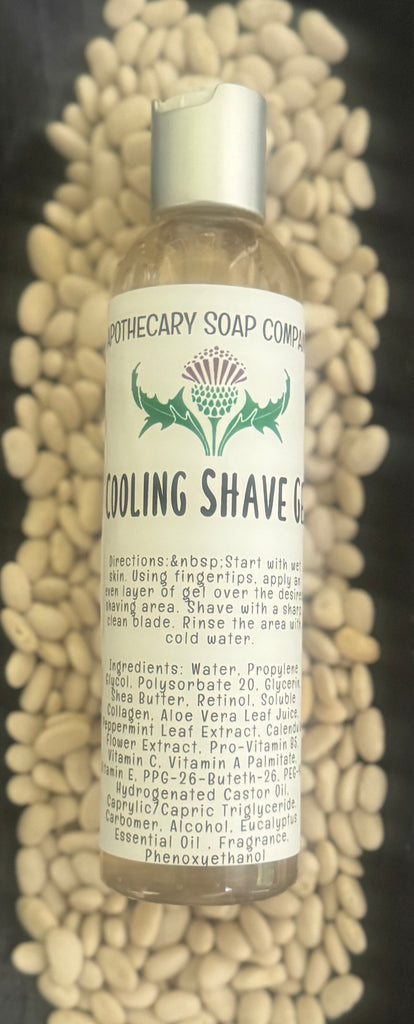 APOTHECARY SOAP COMPA
COOLING SHAVE GE
Directions:&nbsp;Start with wet
skin. Using fingertips, apply an
even layer of gel over the desire
shaving area. Shave with a sharp
clean blade. Rinse the area with
cold water.
Ingredients: Water, Propylene
Glycol, Polysorbate 20, Glycerin,
Shea Butter, Retinol, Soluble
Collagen, Aloe Vera Leaf Juice,
Peppermint Leaf Extract, Calendu
Flower Extract, Pro-Vitamin B5,
Vitamin C, Vitamin A Palmitate,
Vitamin E, PPG-26-Buteth-26, PEG-
Hydrogenated Castor Oil,
Caprylic/Capric Triglyceride,
Carbomer, Alcohol, Eucalyptus
Essential Oil , Fragrance,
Phenoxyethanol